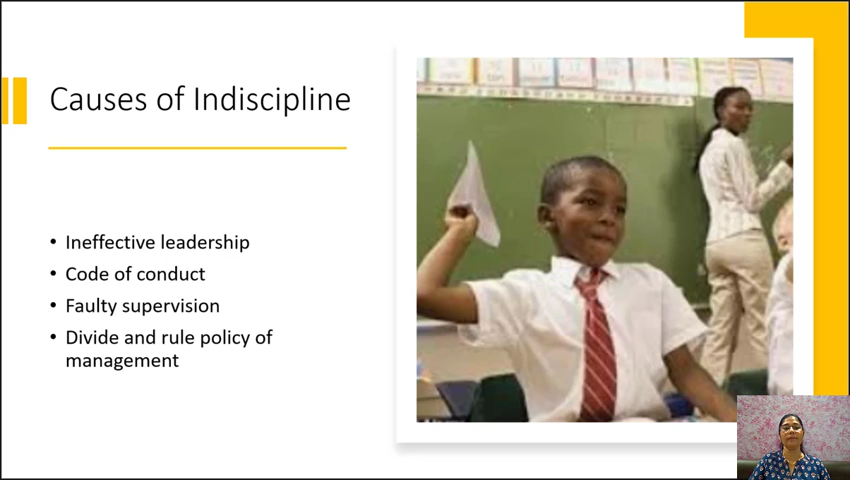 Causes of Indiscipline
• Ineffective leadership
• Code of conduct
• Faulty supervision
• Divide and rule policy of
management